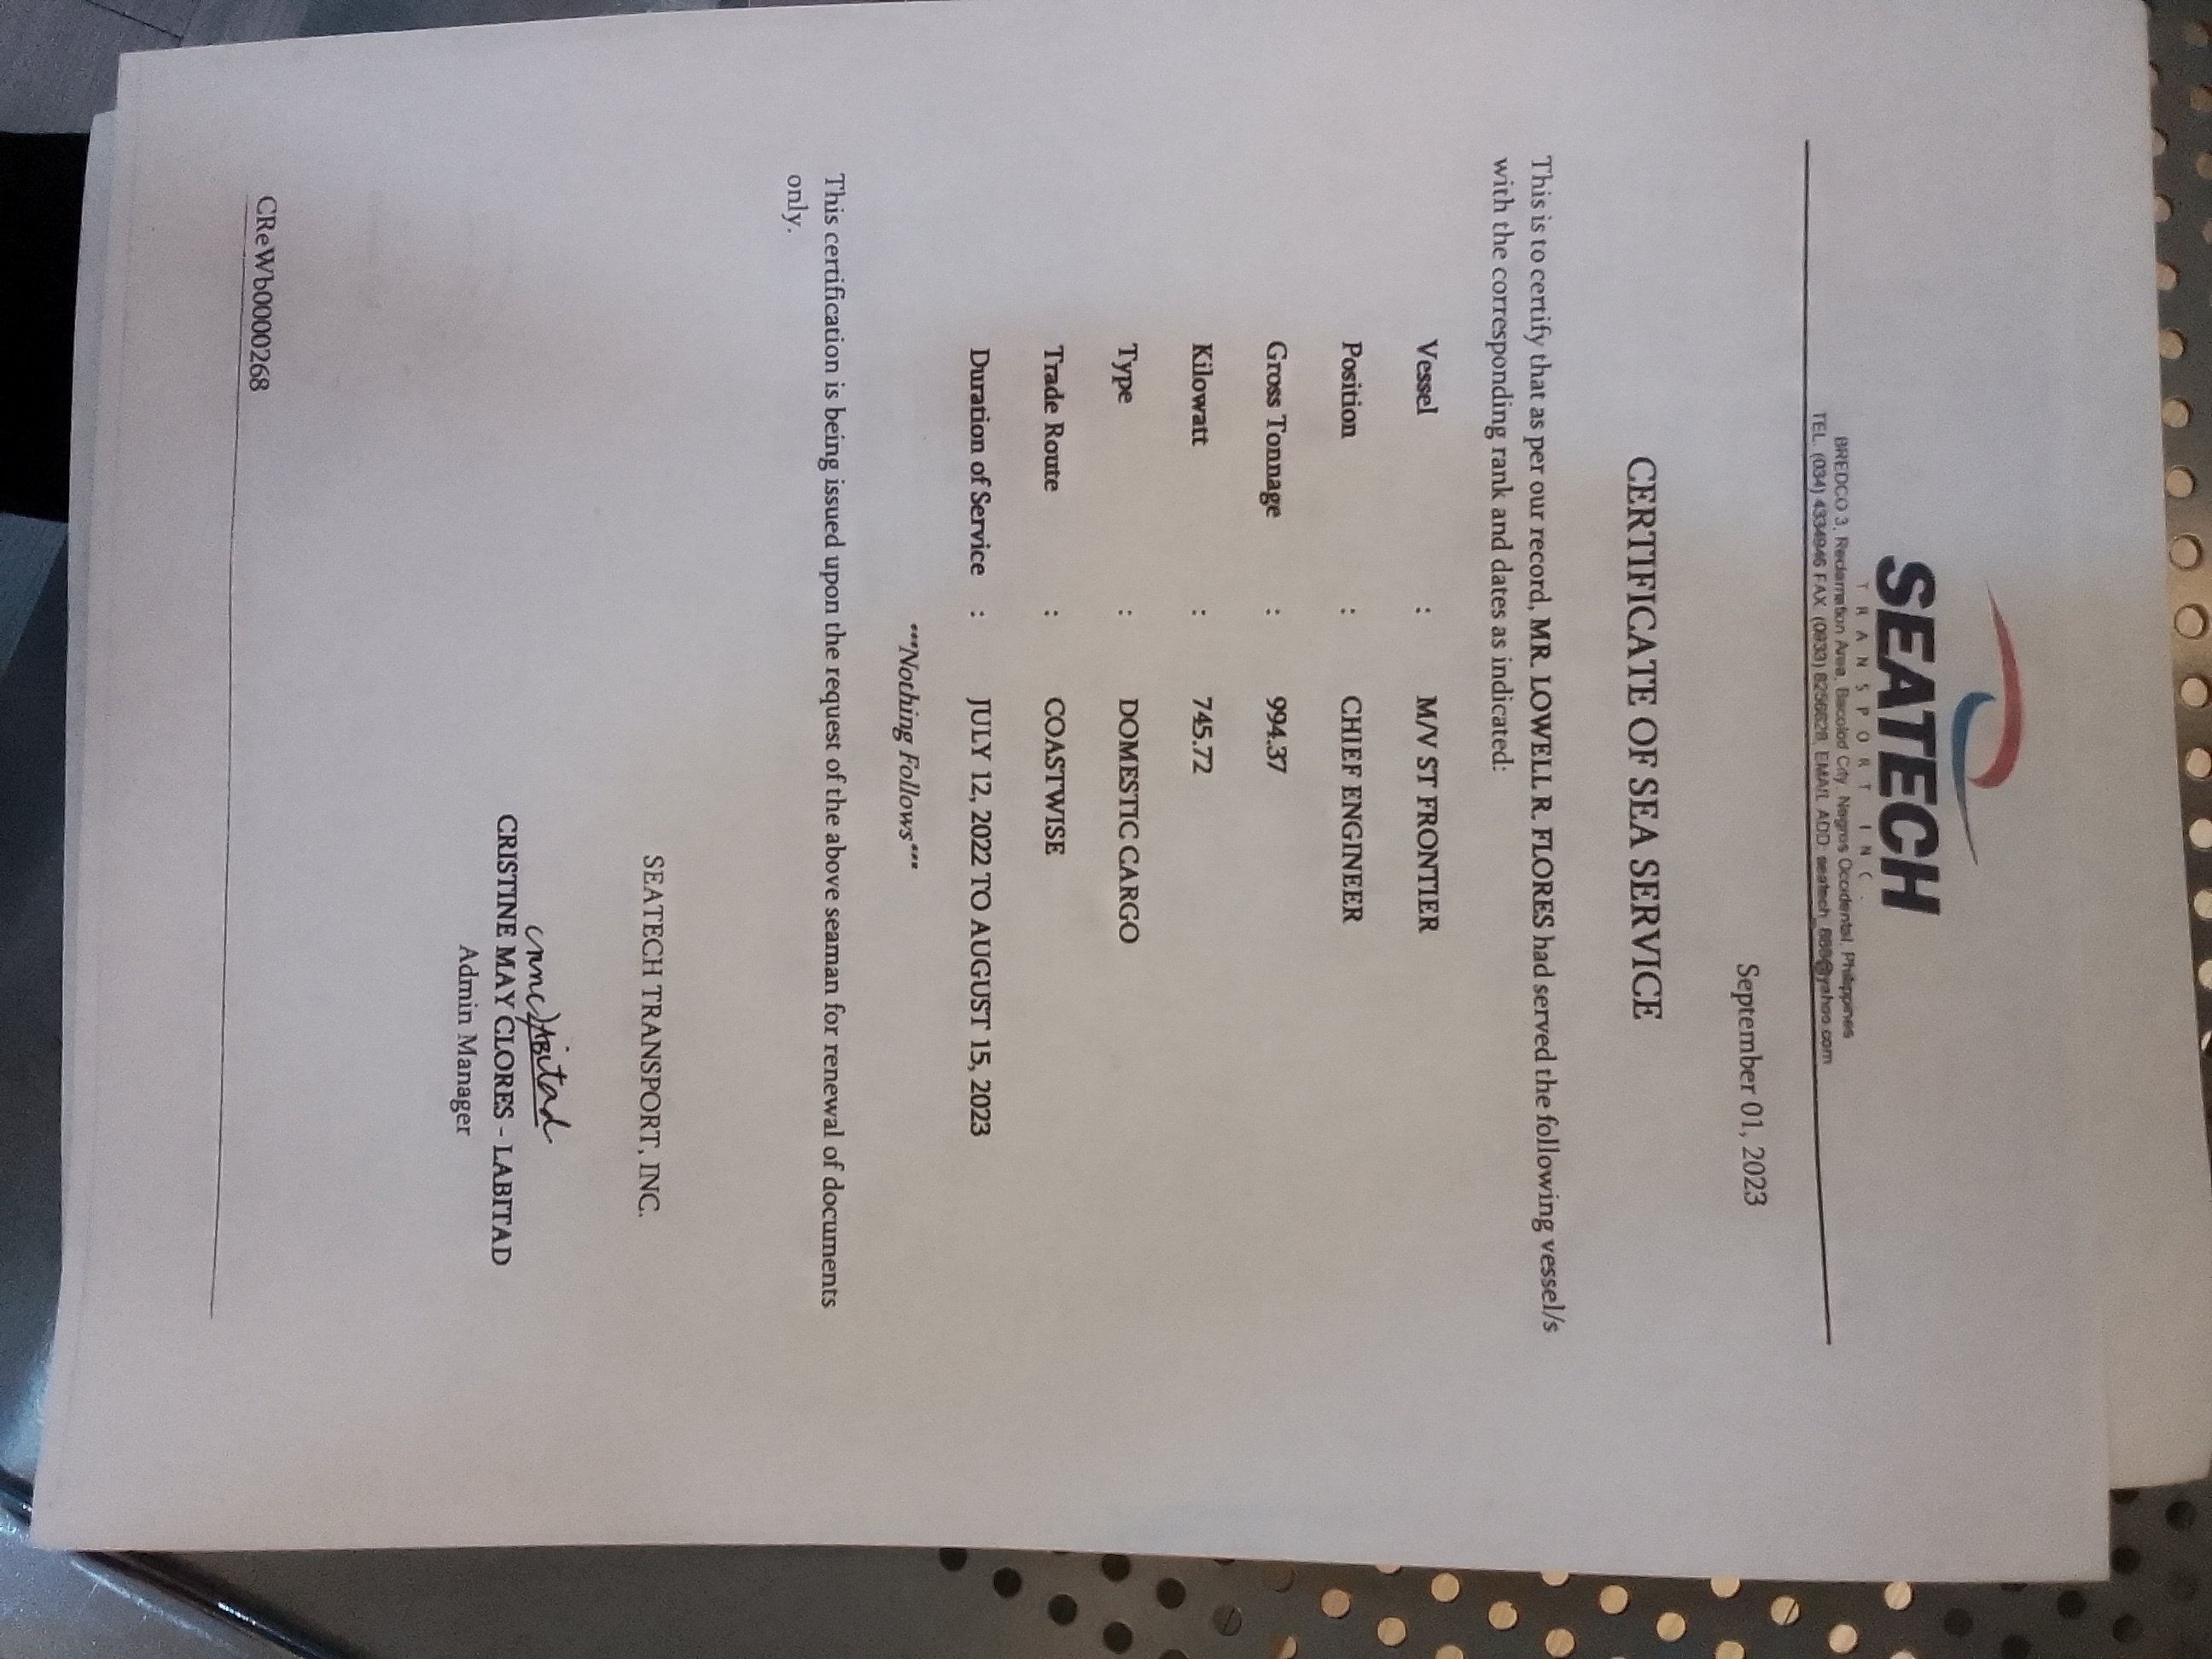 SEATECH
TRANSPORT INC.
BREDCO 3, Reclamation Area, Bacolod City, Negros Occidental, Philippines
TEL. (034) 4334946 FAX. (0933) 8256628, EMAIL ADD: seatech_888@yahoo.com
September 01, 2023
CERTIFICATE OF SEA SERVICE
This is to certify that as per our record, MR. LOWELL R. FLORES had served the following vessel/s
with the corresponding rank and dates as indicated:
Vessel : M/V ST FRONTIER
Position : CHIEF ENGINEER
Gross Tonnage : 994.37
Kilowatt : 745.72
Type : DOMESTIC CARGO
Trade Route : COASTWISE
Duration of Service : JULY 12, 2022 TO AUGUST 15, 2023
***Nothing Follows***
This certification is being issued upon the request of the above seaman for renewal of documents
only.
SEATECH TRANSPORT, INC.
CRISTINE MAY CLORES - LABITAD
Admin Manager
CReWb0000268